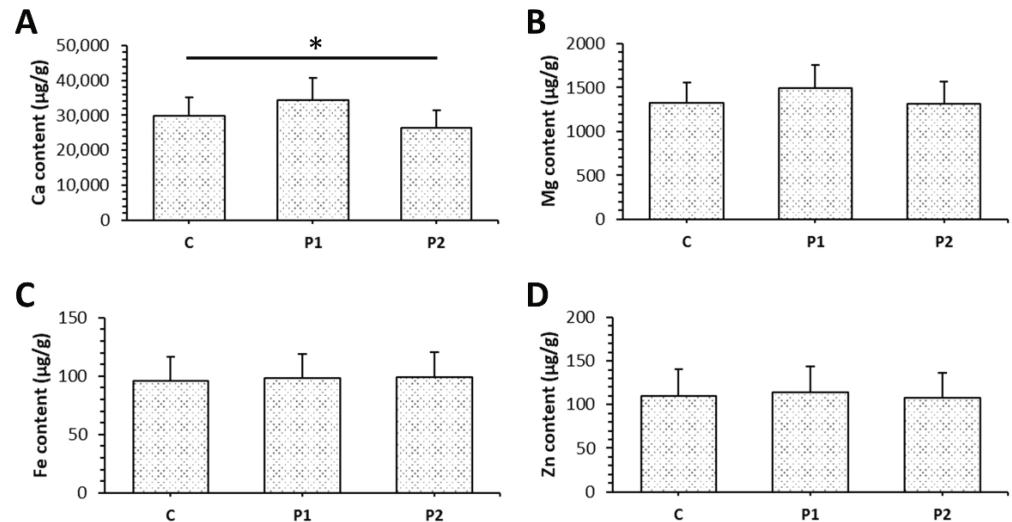 A
Ca content (µg/g)
50,000
40,000
30,000
20,000
10,000
0
*
C P1 P2
B
Mg content (µg/g)
2000
1500
1000
500
0
C P1 P2
C
Fe content (µg/g)
150
100
50
0
C P1 P2
D
Zn content (µg/g)
200
150
100
50
0
C P1 P2